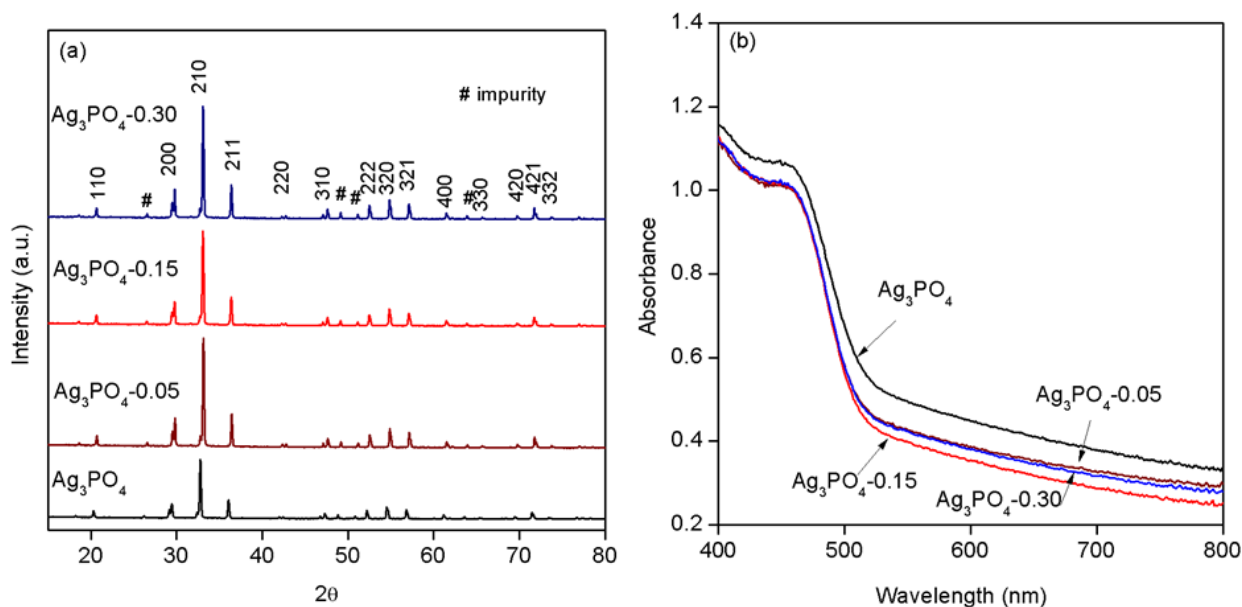 (a)
210
# impurity
Ag3PO4-0.30
110
#
200
211
220
310
#
#
222
320
321
400
#
330
420
421
332
Ag3PO4-0.15
Ag3PO4-0.05
Ag3PO4
Intensity (a.u.)
20 30 40 50 60 70 80
2θ
(b)
1.4
1.2
1.0
0.8
0.6
0.4
0.2
Absorbance
Ag3PO4
Ag3PO4-0.05
Ag3PO4-0.15
Ag3PO4-0.30
400 500 600 700 800
Wavelength (nm)